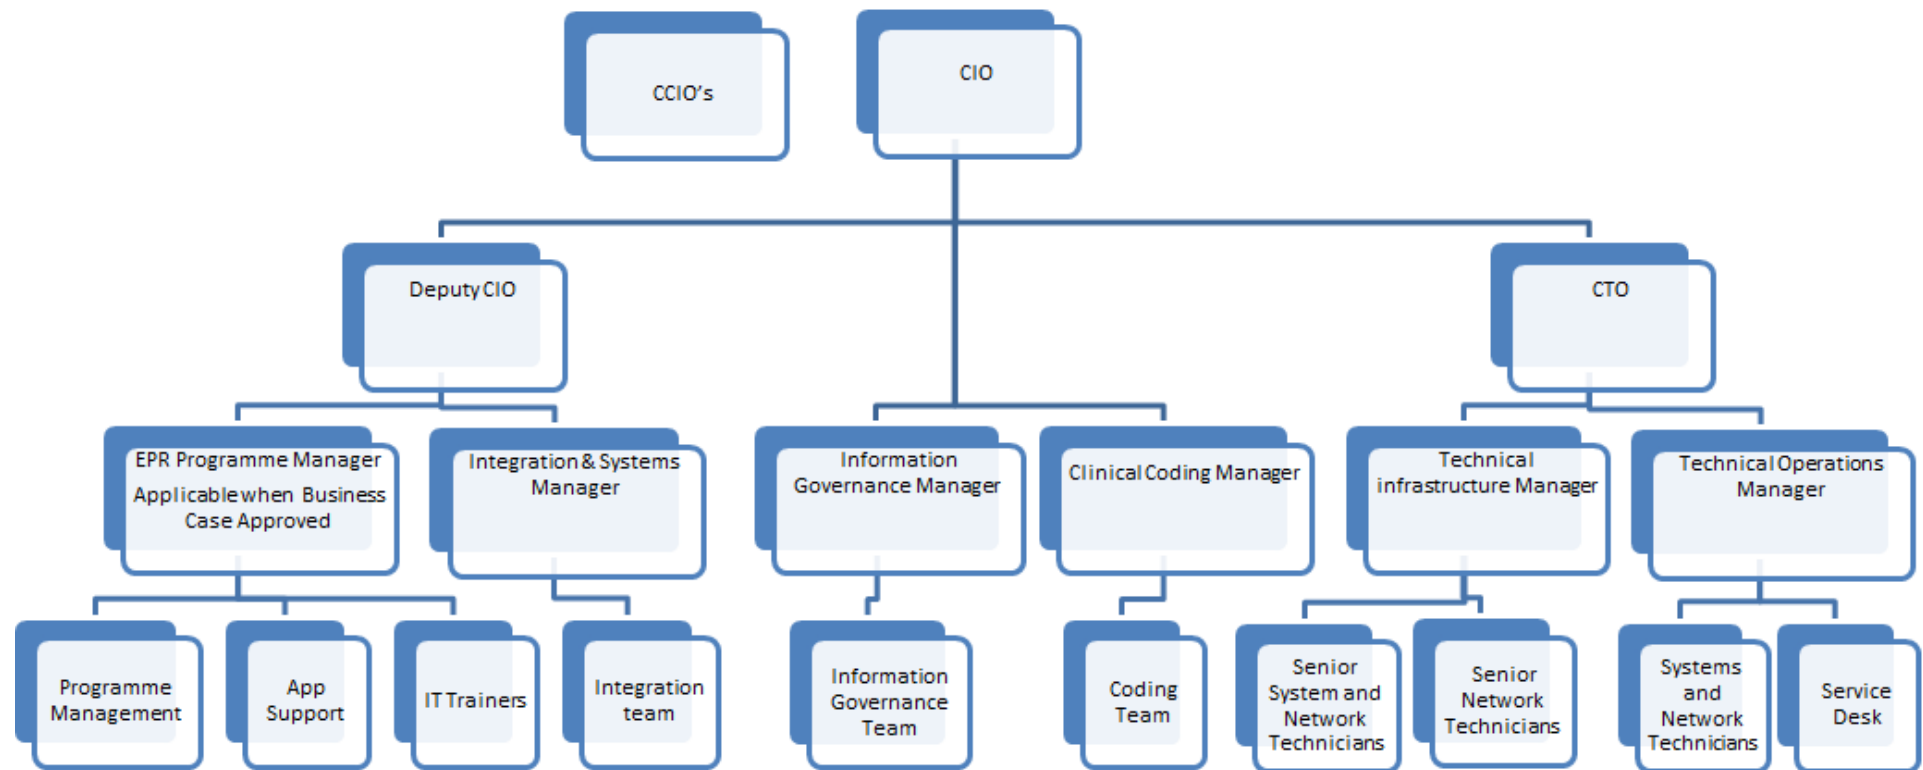 CCIO's
CIO
Deputy CIO
CTO
EPR Programme Manager
Applicable when Business
Case Approved
Integration & Systems
Manager
Information
Governance Manager
Clinical Coding Manager
Technical
infrastructure Manager
Technical Operations
Manager
Programme
Management
App
Support
IT Trainers
Integration
team
Information
Governance
Team
Coding
Team
Senior
System and
Network
Technicians
Senior
Network
Technicians
Systems
and
Network
Technicians
Service
Desk